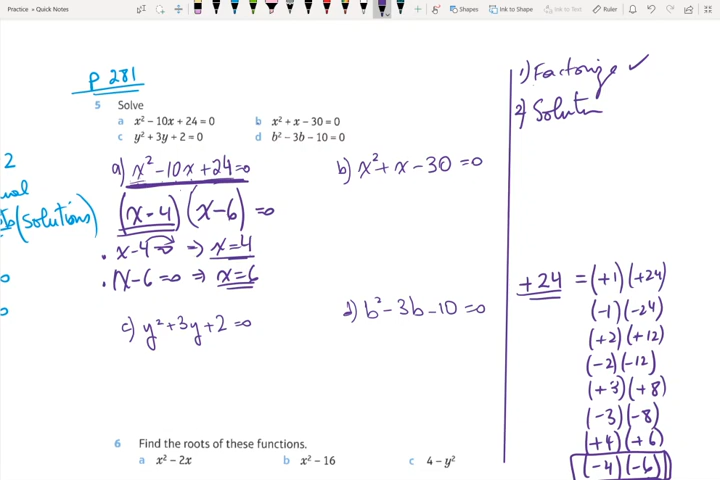 Practice » Quick Notes
Shapes
Ink to Shape
Ink to Text
Ruler
p 281
5 Solve
a x² − 10x + 24 = 0 b x² + x − 30 = 0
c y² + 3y + 2 = 0 d b² − 3b − 10 = 0
1) Factorize ✓
2) Solution
2
(Solutions)
a) x² − 10x + 24 = 0
(x − 4) (x − 6) = 0
. x − 4 = 0 ⇒ x = 4
. x − 6 = 0 ⇒ x = 6
b) x² + x − 30 = 0
c) y² + 3y + 2 = 0
d) b² − 3b − 10 = 0
+24 = (+1)(+24)
(−1)(−24)
(+2)(+12)
(−2)(−12)
(+3)(+8)
(−3)(−8)
(+4)(+6)
(−4)(−6)
6 Find the roots of these functions.
a x² − 2x b x² − 16 c 4 − y²